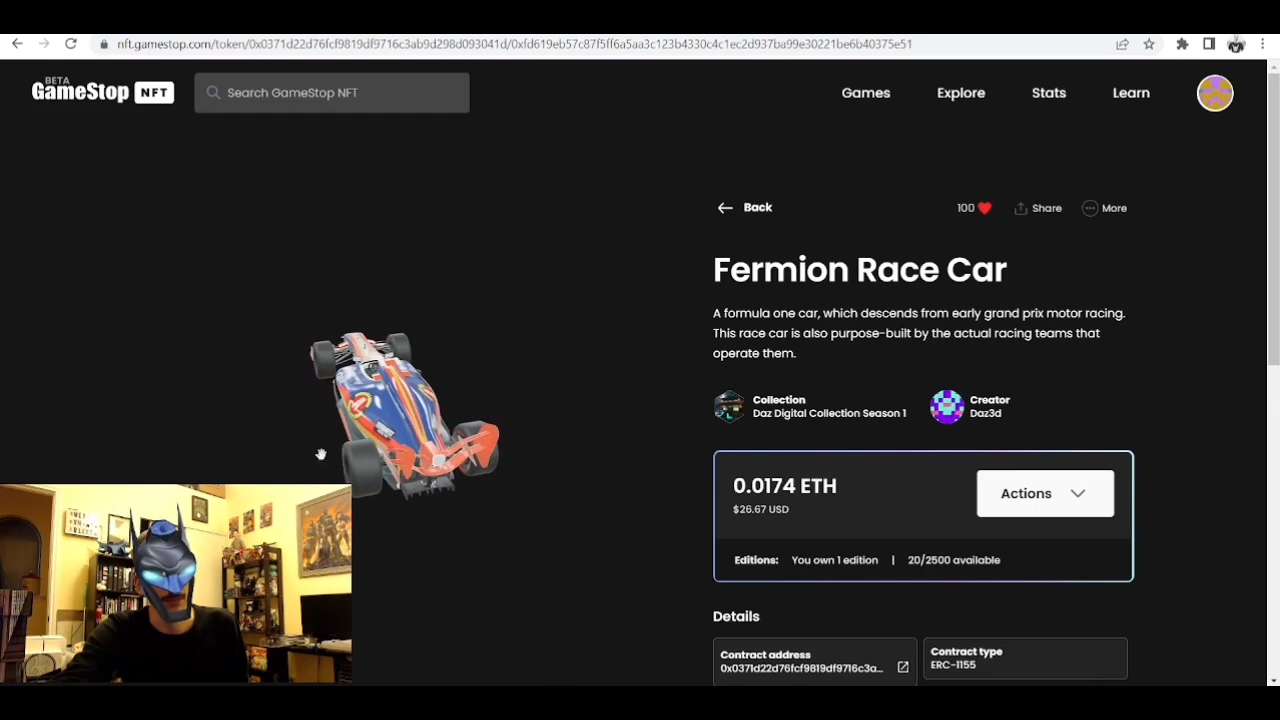 nft.gamestop.com/token/0x0371d22d76fcf9819df9716c3ab9d298d093041d/0xfd619eb57c87f5ff6a5aa3c123b4330c4c1ec2d937ba99e30221be6b40375e51
BETA
GameStop NFT
Search GameStop NFT
Games
Explore
Stats
Learn
Back
100
Share
More
Fermion Race Car
A formula one car, which descends from early grand prix motor racing.
This race car is also purpose-built by the actual racing teams that
operate them.
Collection
Daz Digital Collection Season 1
Creator
Daz3d
0.0174 ETH
$26.67 USD
Actions
Editions: You own 1 edition | 20/2500 available
Details
Contract address
0x0371d22d76fcf9819df9716c3a...
Contract type
ERC-1155